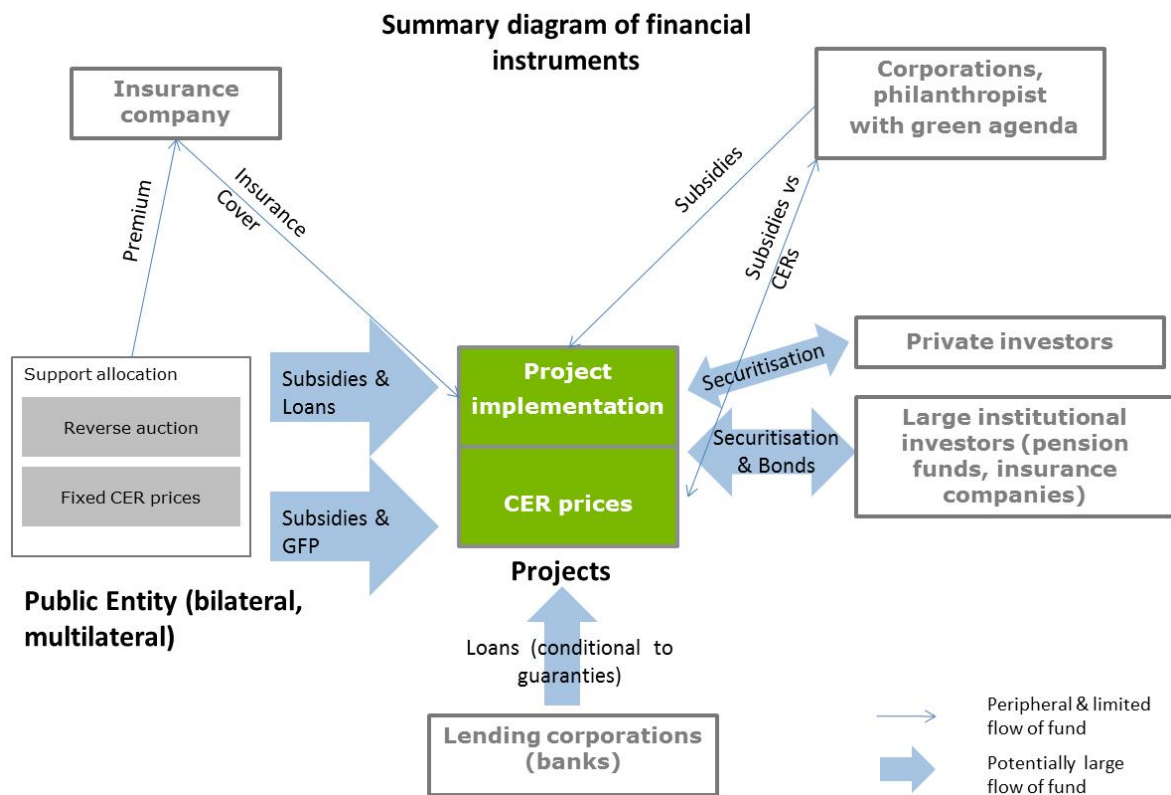 Summary diagram of financial
instruments
Insurance
company
Corporations,
philanthropist
with green agenda
Premium
Insurance
Cover
Subsidies
Subsidies vs
CERs
Support allocation
Reverse auction
Fixed CER prices
Public Entity (bilateral,
multilateral)
Subsidies &
Loans
Subsidies &
GFP
Project
implementation
CER prices
Projects
Securitisation
Securitisation
& Bonds
Private investors
Large institutional
investors (pension
funds, insurance
companies)
Loans (conditional to
guaranties)
Lending corporations
(banks)
Peripheral & limited
flow of fund
Potentially large
flow of fund